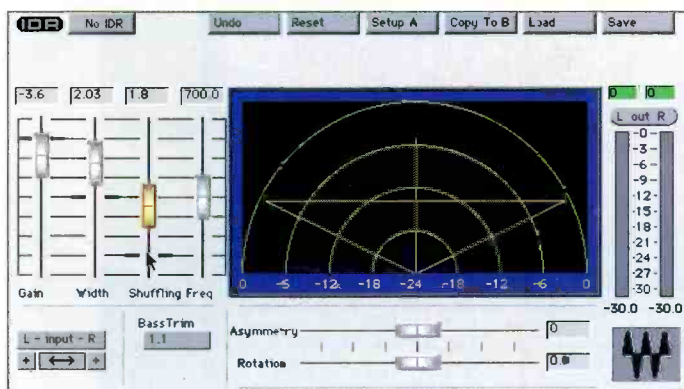 IDR No IDR Undo Reset Setup A Copy To B Load Save
-3.6 2.03 1.8 700.0
0 0
L out R
-0-
-3-
-6-
-9-
-12-
-15-
-18-
-21-
-24-
-27-
-30-
-30.0 -30.0
0 -6 -12 -18 -24 -18 -12 -6 0
Gain Width Shuffling Freq
L - input - R
+ ↔ +
BassTrim
1.1
Asymmetry 0
Rotation 0.0